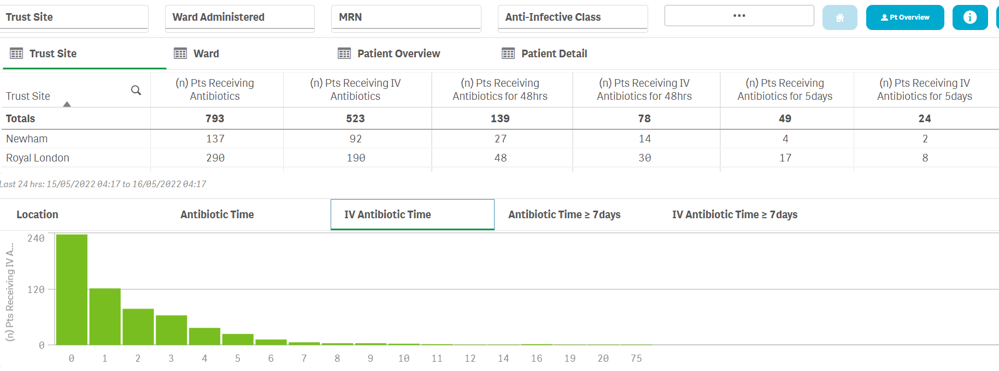 Trust Site
Ward Administered
MRN
Anti-Infective Class
...
Pt Overview
i
Trust Site
Ward
Patient Overview
Patient Detail
Trust Site
(n) Pts Receiving
Antibiotics
(n) Pts Receiving IV
Antibiotics
(n) Pts Receiving
Antibiotics for 48hrs
(n) Pts Receiving IV
Antibiotics for 48hrs
(n) Pts Receiving
Antibiotics for 5days
(n) Pts Receiving IV
Antibiotics for 5days
Totals 793 523 139 78 49 24
Newham 137 92 27 14 4 2
Royal London 290 190 48 30 17 8
Last 24 hrs: 15/05/2022 04:17 to 16/05/2022 04:17
Location
Antibiotic Time
IV Antibiotic Time
Antibiotic Time ≥ 7days
IV Antibiotic Time ≥ 7days
(n) Pts Receiving IV A...
240
120
0
0 1 2 3 4 5 6 7 8 9 10 11 12 14 16 19 20 75